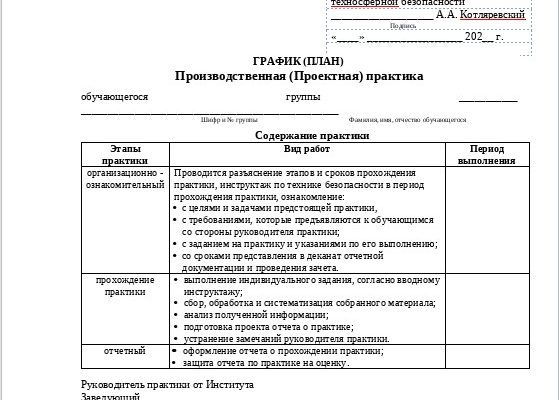 техносферной безопасности
____________________ А.А. Котляревский
Подпись
«____» ___________________ 202__ г.
ГРАФИК (ПЛАН)
Производственная (Проектная) практика
обучающегося группы ____________
__________________________________________________
Шифр и № группы Фамилия, имя, отчество обучающегося
Содержание практики
Этапы практики Вид работ Период выполнения
организационно - ознакомительный
Проводится разъяснение этапов и сроков прохождения
практики, инструктаж по технике безопасности в период
прохождения практики, ознакомление:
• с целями и задачами предстоящей практики,
• с требованиями, которые предъявляются к обучающимся
со стороны руководителя практики;
• с заданием на практику и указаниями по его выполнению;
• со сроками представления в деканат отчетной
документации и проведения зачета.
прохождение практики
• выполнение индивидуального задания, согласно вводному
инструктажу;
• сбор, обработка и систематизация собранного материала;
• анализ полученной информации;
• подготовка проекта отчета о практике;
• устранение замечаний руководителя практики.
отчетный
• оформление отчета о прохождении практики;
• защита отчета по практике на оценку.
Руководитель практики от Института
Заведующий